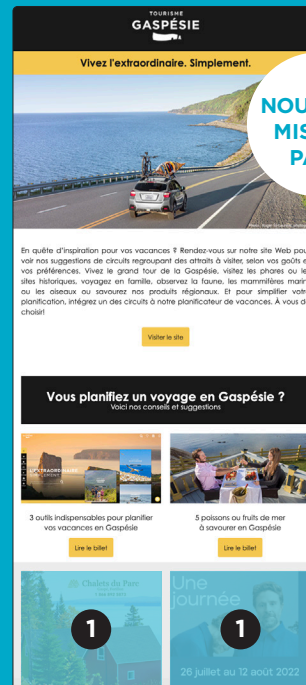 TOURISME
GASPÉSIE
Vivez l'extraordinaire. Simplement.
NOU
MIS
PA
En quête d'inspiration pour vos vacances ? Rendez-vous sur notre site Web pou
voir nos suggestions de circuits regroupant des attraits à visiter, selon vos goûts e
vos préférences. Vivez le grand tour de la Gaspésie, visitez les phares ou le
sites historiques, voyagez en famille, observez la faune, les mammifères marin
ou les oiseaux ou savourez nos produits régionaux. Et pour simplifier votr
planification, intégrez un des circuits à notre planificateur de vacances. À vous d
choisir!
Visiter le site
Vous planifiez un voyage en Gaspésie ?
Voici nos conseils et suggestions
L'EXTRAORDINAIRE
3 outils indispensables pour planifier
vos vacances en Gaspésie
Lire le billet
5 poissons ou fruits de mer
à savourer en Gaspésie
Lire le billet
Chalets du Parc
1
Une
journée
1
26 juillet au 12 août 2022